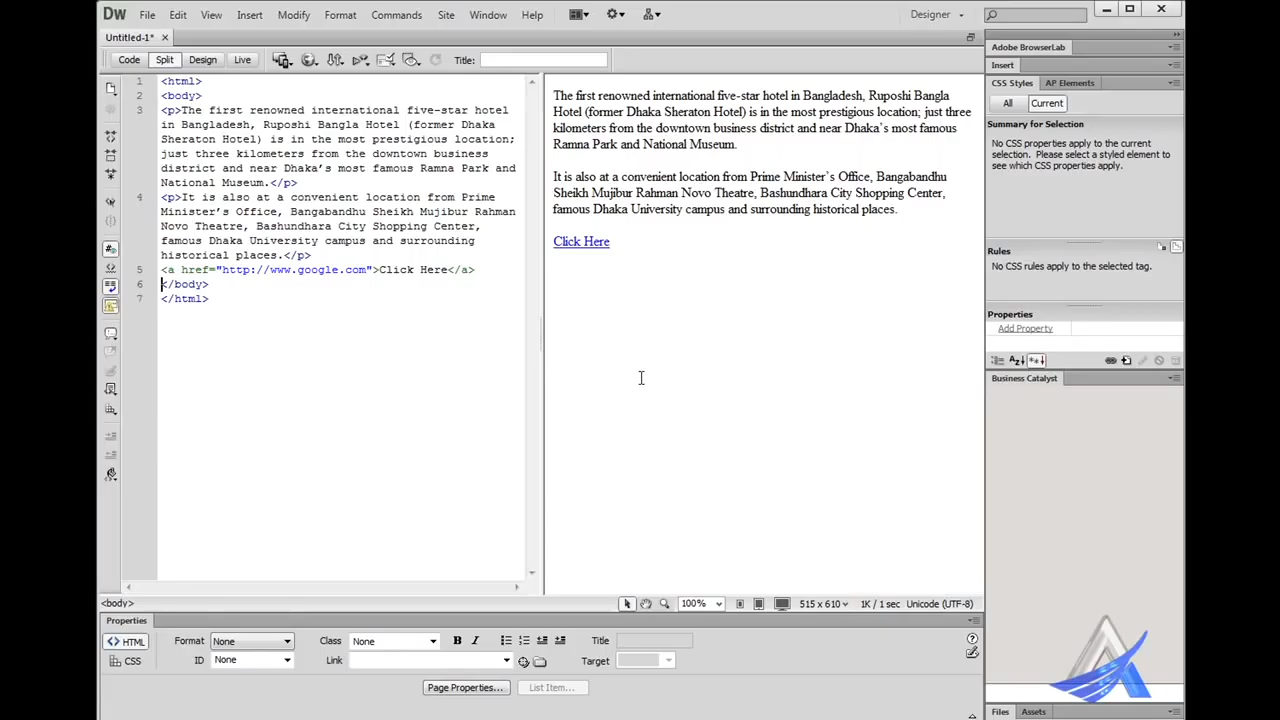 Dw File Edit View Insert Modify Format Commands Site Window Help Designer
Untitled-1*
Code Split Design Live Title:
1 <html>
2 <body>
3 <p>The first renowned international five-star hotel
in Bangladesh, Ruposhi Bangla Hotel (former Dhaka
Sheraton Hotel) is in the most prestigious location;
just three kilometers from the downtown business
district and near Dhaka’s most famous Ramna Park and
National Museum.</p>
4 <p>It is also at a convenient location from Prime
Minister’s Office, Bangabandhu Sheikh Mujibur Rahman
Novo Theatre, Bashundhara City Shopping Center,
famous Dhaka University campus and surrounding
historical places.</p>
5 <a href="http://www.google.com">Click Here</a>
6 </body>
7 </html>
The first renowned international five-star hotel in Bangladesh, Ruposhi Bangla
Hotel (former Dhaka Sheraton Hotel) is in the most prestigious location; just three
kilometers from the downtown business district and near Dhaka’s most famous
Ramna Park and National Museum.
It is also at a convenient location from Prime Minister’s Office, Bangabandhu
Sheikh Mujibur Rahman Novo Theatre, Bashundhara City Shopping Center,
famous Dhaka University campus and surrounding historical places.
Click Here
Adobe BrowserLab
Insert
CSS Styles AP Elements
All Current
Summary for Selection
No CSS properties apply to the current
selection. Please select a styled element to
see which CSS properties apply.
Rules
No CSS rules apply to the selected tag.
Properties
Add Property
Business Catalyst
<body> 100% 515 x 610 1K / 1 sec Unicode (UTF-8)
Properties
HTML Format None Class None B I Title
CSS ID None Link Target
Page Properties... List Item...
Files Assets